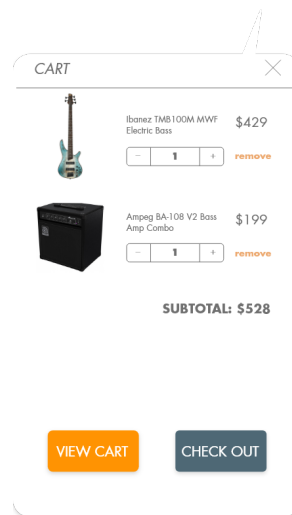 CART
Ibanez TMB100M MWF
Electric Bass
$429
− 1 +
remove
Ampeg BA-108 V2 Bass
Amp Combo
$199
− 1 +
remove
SUBTOTAL: $528
VIEW CART
CHECK OUT